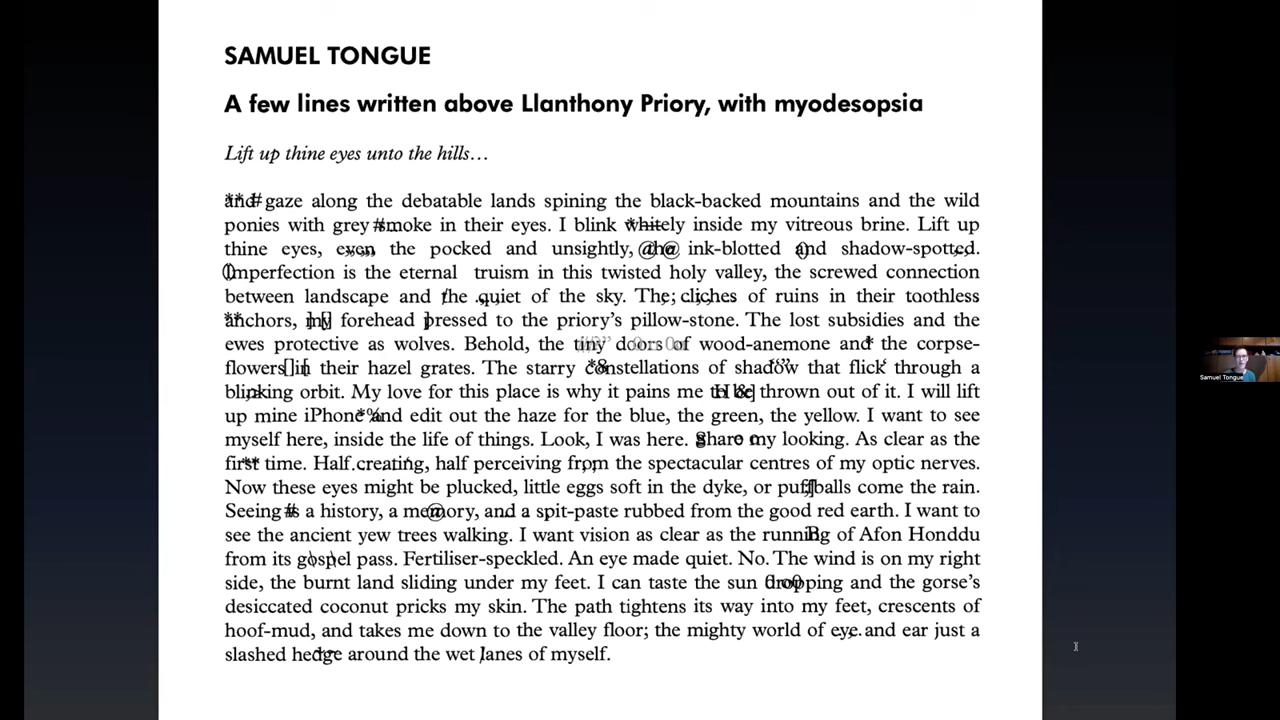 SAMUEL TONGUE
A few lines written above Llanthony Priory, with myodesopsia
Lift up thine eyes unto the hills…
and gaze along the debatable lands spining the black-backed mountains and the wild
ponies with grey smoke in their eyes. I blink whitely inside my vitreous brine. Lift up
thine eyes, even the pocked and unsightly, the ink-blotted and shadow-spotted.
Imperfection is the eternal truism in this twisted holy valley, the screwed connection
between landscape and the quiet of the sky. The cliches of ruins in their toothless
anchors, my forehead pressed to the priory's pillow-stone. The lost subsidies and the
ewes protective as wolves. Behold, the tiny doors of wood-anemone and the corpse-
flowers in their hazel grates. The starry constellations of shadow that flick through a
blinking orbit. My love for this place is why it pains me to be thrown out of it. I will lift
up mine iPhone and edit out the haze for the blue, the green, the yellow. I want to see
myself here, inside the life of things. Look, I was here. Share my looking. As clear as the
first time. Half creating, half perceiving from the spectacular centres of my optic nerves.
Now these eyes might be plucked, little eggs soft in the dyke, or puffballs come the rain.
Seeing is a history, a memory, and a spit-paste rubbed from the good red earth. I want to
see the ancient yew trees walking. I want vision as clear as the running of Afon Honddu
from its gospel pass. Fertiliser-speckled. An eye made quiet. No. The wind is on my right
side, the burnt land sliding under my feet. I can taste the sun dropping and the gorse's
desiccated coconut pricks my skin. The path tightens its way into my feet, crescents of
hoof-mud, and takes me down to the valley floor; the mighty world of eye and ear just a
slashed hedge around the wet lanes of myself.
Samuel Tongue